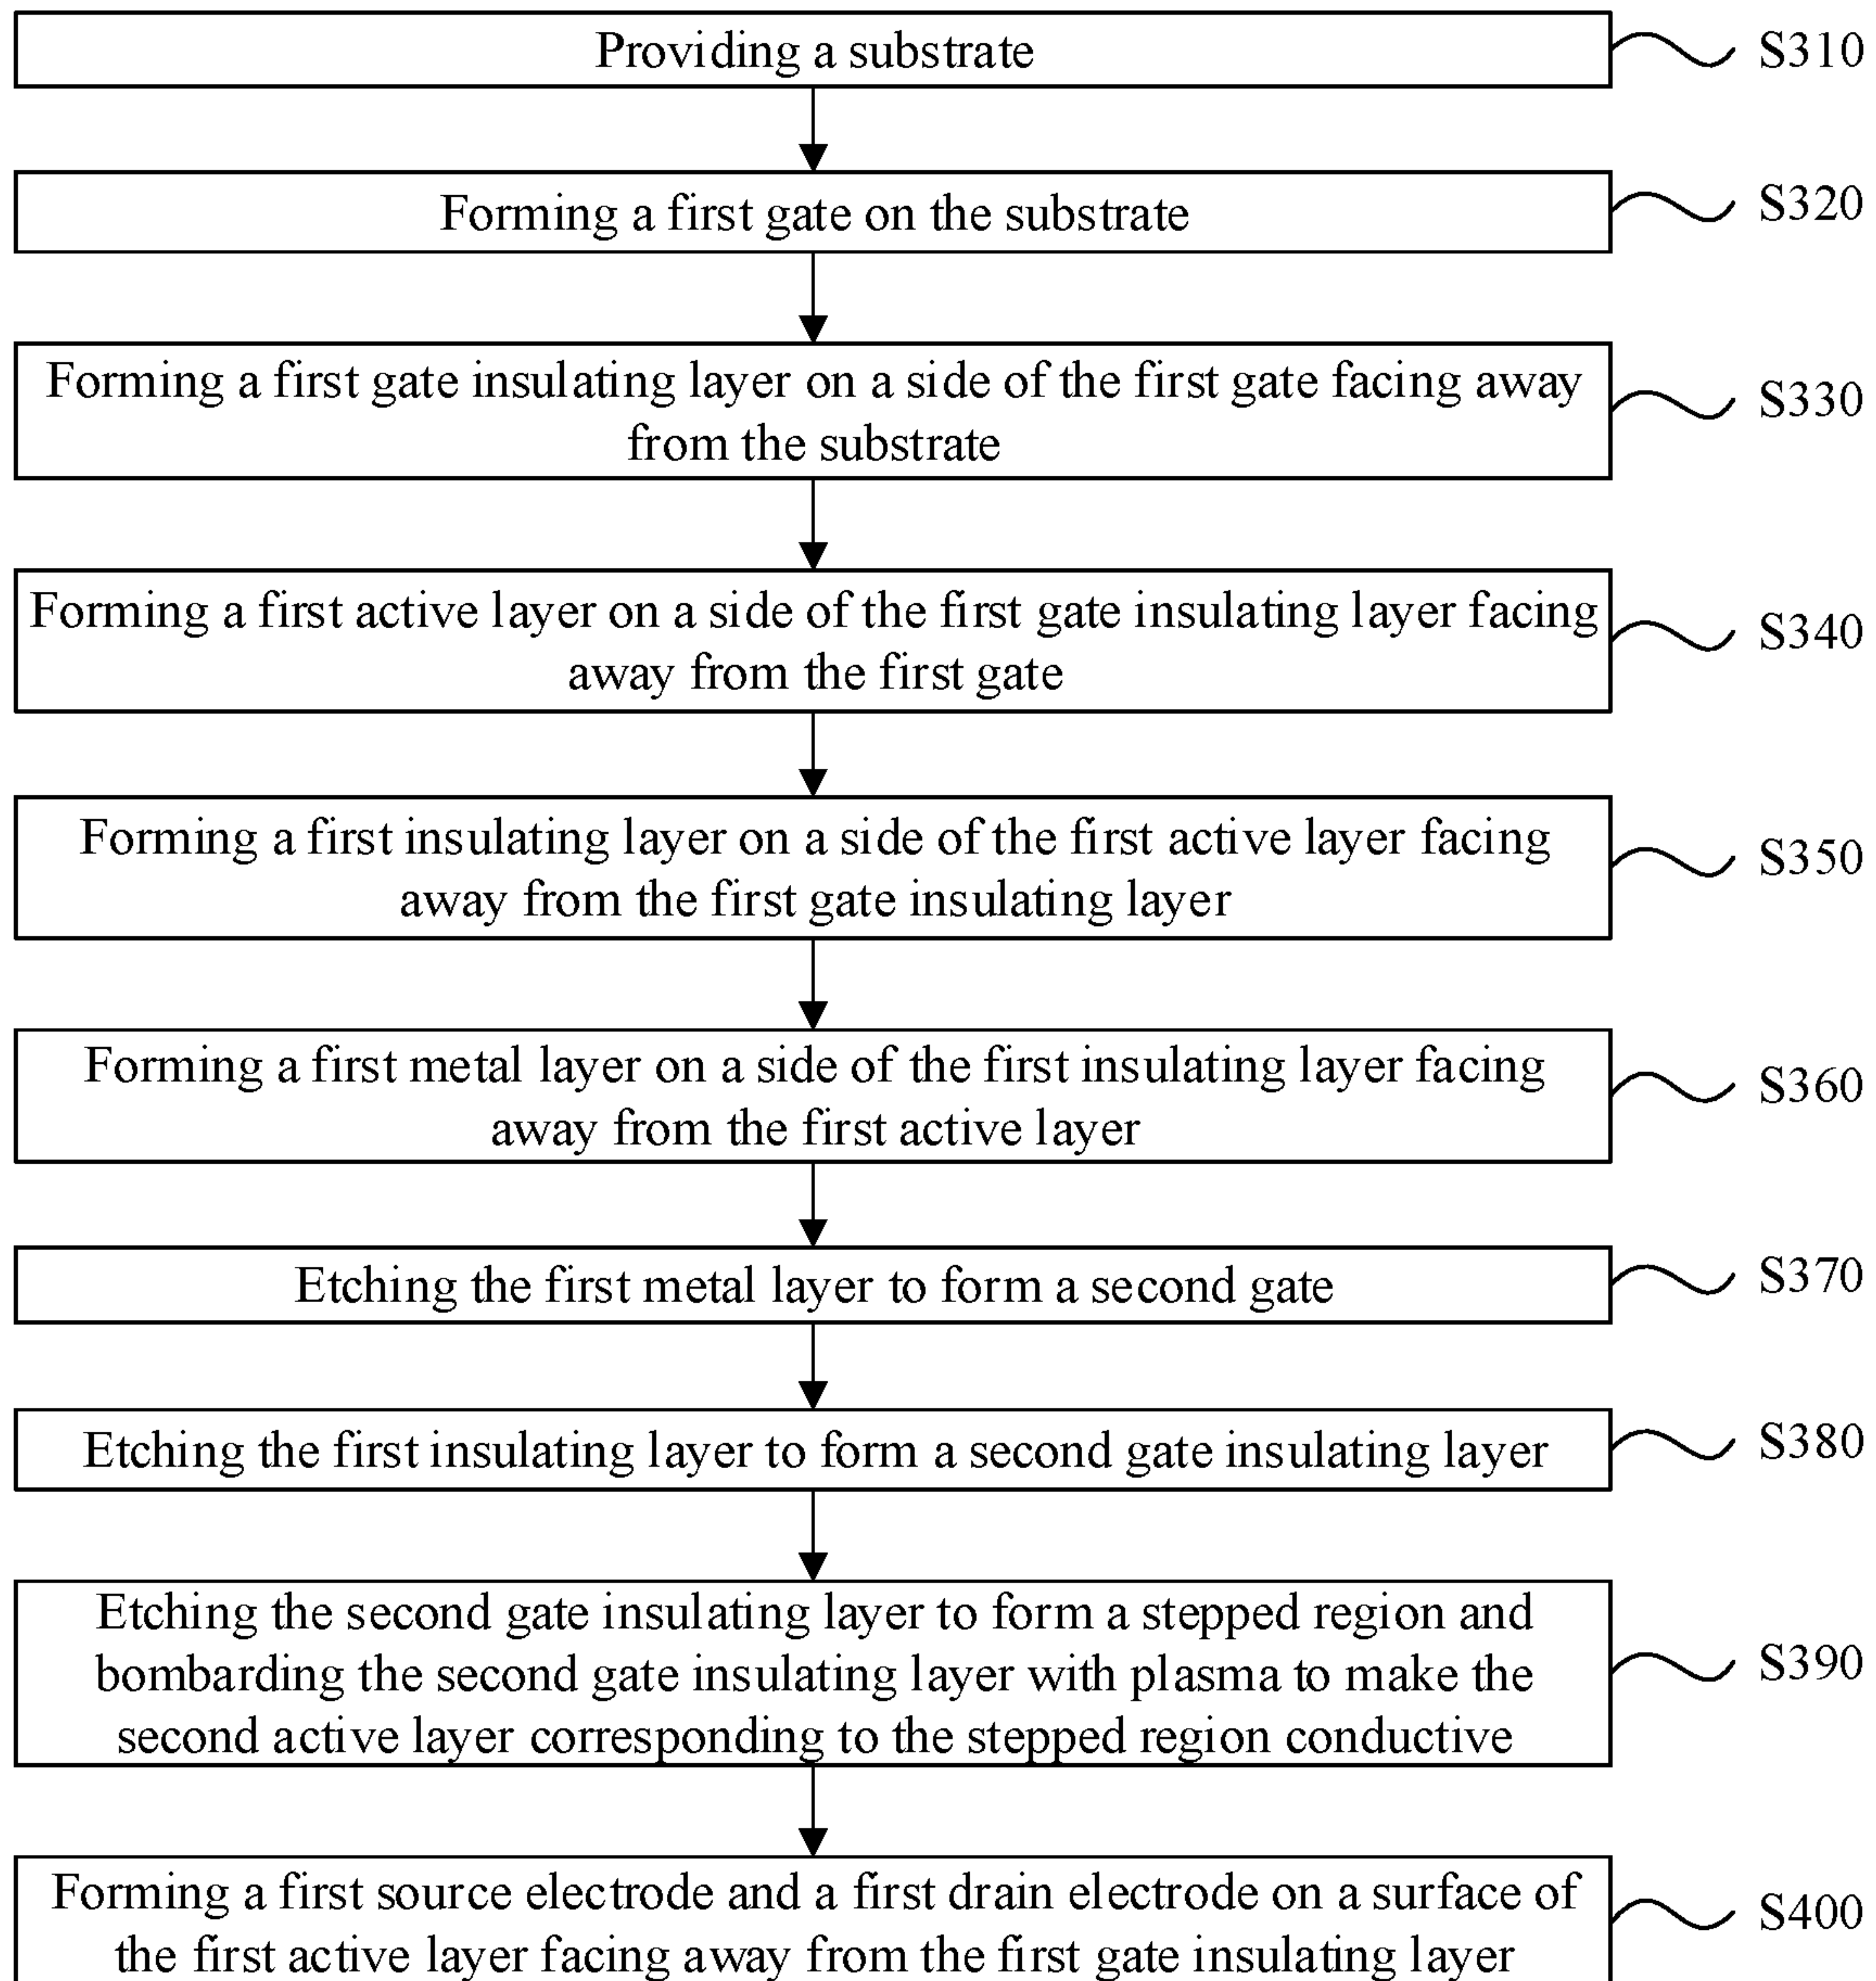 Providing a substrate
S310
Forming a first gate on the substrate
S320
Forming a first gate insulating layer on a side of the first gate facing away
from the substrate
S330
Forming a first active layer on a side of the first gate insulating layer facing
away from the first gate
S340
Forming a first insulating layer on a side of the first active layer facing
away from the first gate insulating layer
S350
Forming a first metal layer on a side of the first insulating layer facing
away from the first active layer
S360
Etching the first metal layer to form a second gate
S370
Etching the first insulating layer to form a second gate insulating layer
S380
Etching the second gate insulating layer to form a stepped region and
bombarding the second gate insulating layer with plasma to make the
second active layer corresponding to the stepped region conductive
S390
Forming a first source electrode and a first drain electrode on a surface of
the first active layer facing away from the first gate insulating layer
S400